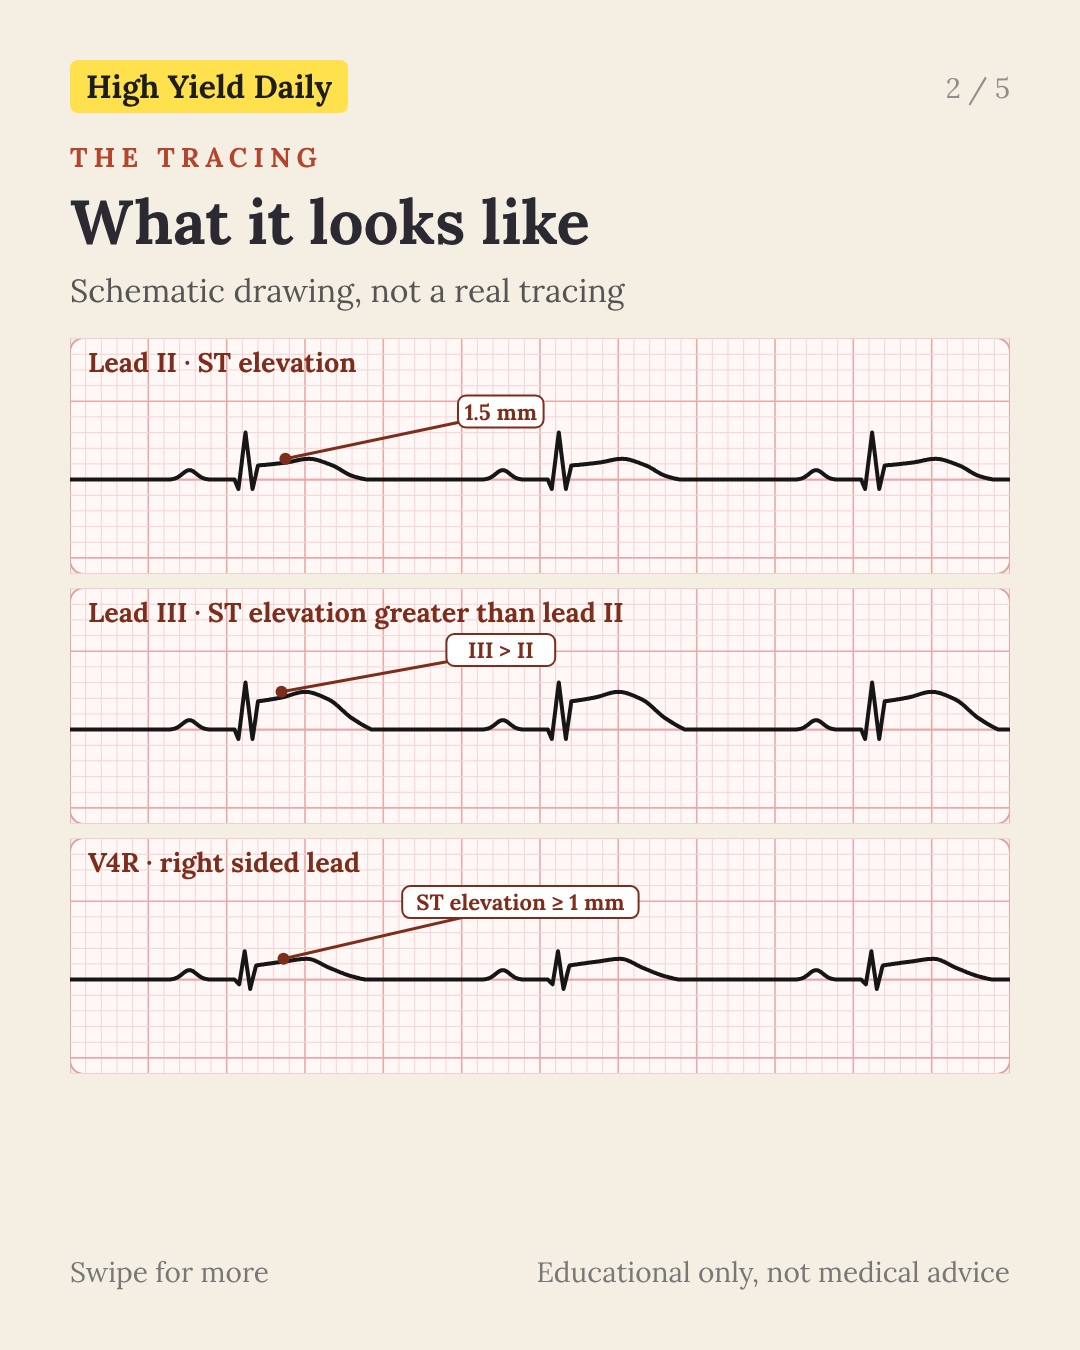 High Yield Daily
2 / 5
THE TRACING
What it looks like
Schematic drawing, not a real tracing
Lead II · ST elevation
1.5 mm
Lead III · ST elevation greater than lead II
III > II
V4R · right sided lead
ST elevation ≥ 1 mm
Swipe for more
Educational only, not medical advice